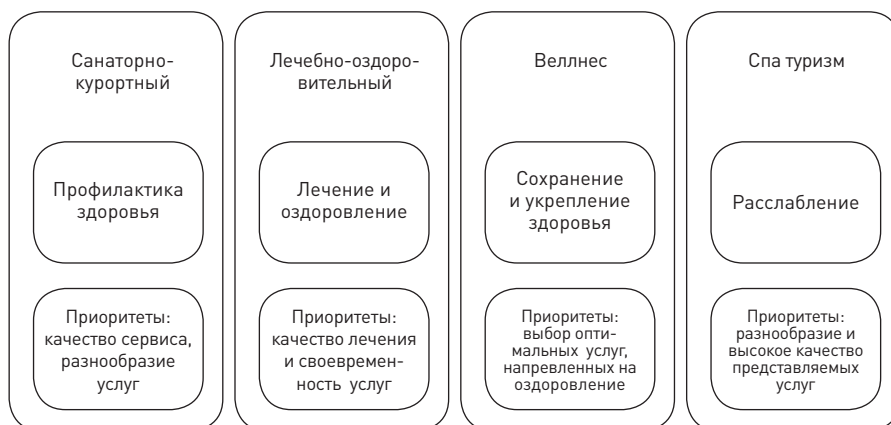 Санаторно-
курортный
Профилактика
здоровья
Приоритеты:
качество сервиса,
разнообразие
услуг
Лечебно-оздоро-
вительный
Лечение и
оздоровление
Приоритеты:
качество лечения
и своевремен-
ность услуг
Веллнес
Сохранение
и укрепление
здоровья
Приоритеты:
выбор опти-
мальных услуг,
напревленных на
оздоровление
Спа туризм
Расслабление
Приоритеты:
разнообразие и
высокое качество
представляемых
услуг